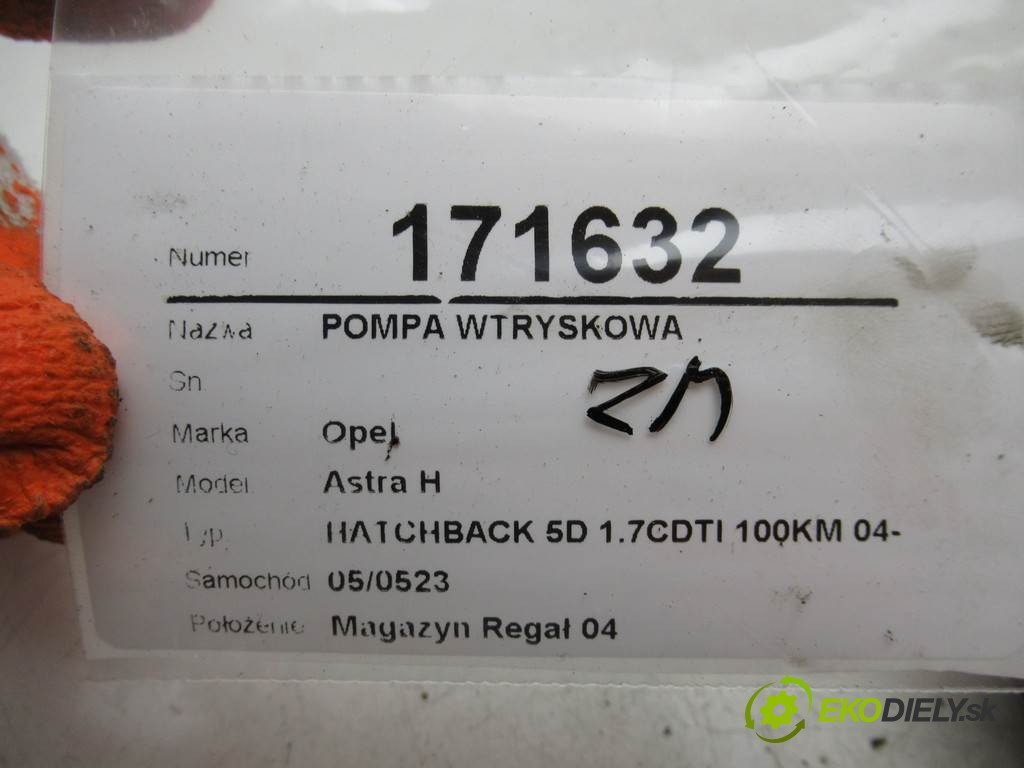 Numer 171632
Nazwa POMPA WTRYSKOWA
Sn
ZM
Marka Opel
Model Astra H
Typ HATCHBACK 5D 1.7CDTI 100KM 04-
Samochód 05/0523
Położenie Magazyn Regał 04
EKODIELY.sk